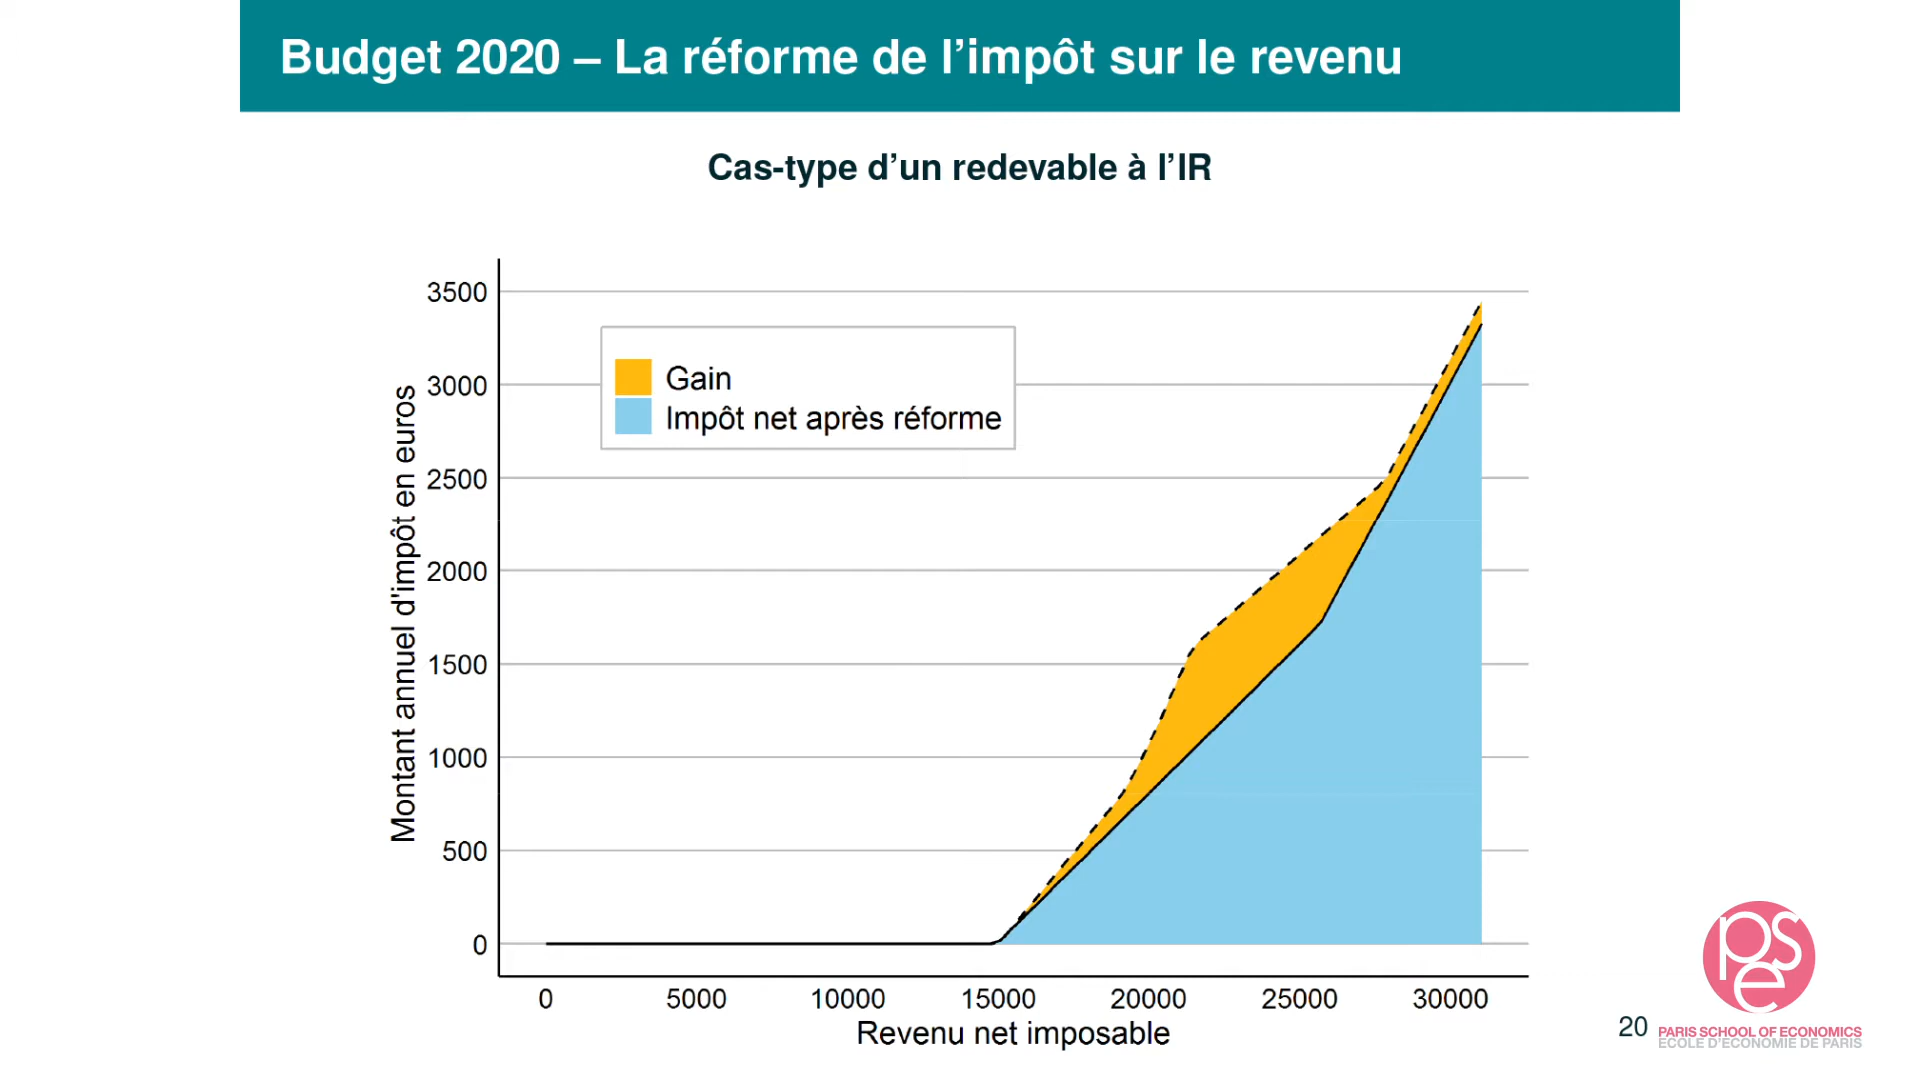 Budget 2020 – La réforme de l’impôt sur le revenu
Cas-type d’un redevable à l’IR
Montant annuel d'impôt en euros
3500
3000
2500
2000
1500
1000
500
0
Gain
Impôt net après réforme
0 5000 10000 15000 20000 25000 30000
Revenu net imposable
20
pse
PARIS SCHOOL OF ECONOMICS
ECOLE D'ECONOMIE DE PARIS